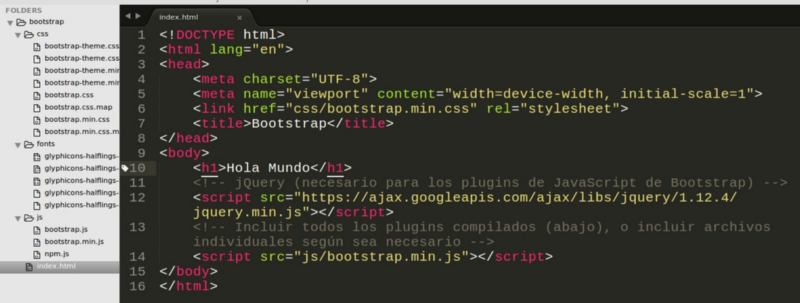 FOLDERS
bootstrap
css
bootstrap-theme.css
bootstrap-theme.css
bootstrap-theme.min
bootstrap-theme.min
bootstrap.css
bootstrap.css.map
bootstrap.min.css
bootstrap.min.css.m
fonts
glyphicons-halflings-
glyphicons-halflings-
glyphicons-halflings-
glyphicons-halflings-
glyphicons-halflings-
js
bootstrap.js
bootstrap.min.js
npm.js
index.html
index.html ×
1 <!DOCTYPE html>
2 <html lang="en">
3 <head>
4 <meta charset="UTF-8">
5 <meta name="viewport" content="width=device-width, initial-scale=1">
6 <link href="css/bootstrap.min.css" rel="stylesheet">
7 <title>Bootstrap</title>
8 </head>
9 <body>
10 <h1>Hola Mundo</h1>
11 <!-- jQuery (necesario para los plugins de JavaScript de Bootstrap) -->
12 <script src="https://ajax.googleapis.com/ajax/libs/jquery/1.12.4/
jquery.min.js"></script>
13 <!-- Incluir todos los plugins compilados (abajo), o incluir archivos
individuales según sea necesario -->
14 <script src="js/bootstrap.min.js"></script>
15 </body>
16 </html>